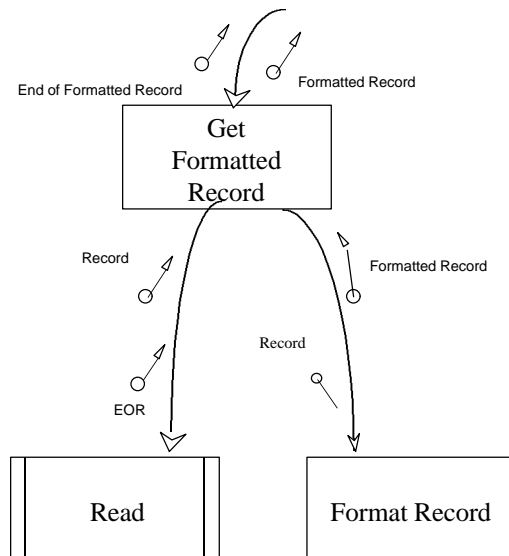 End of Formatted Record
Formatted Record
Get
Formatted
Record
Record
Formatted Record
Record
EOR
Read
Format Record